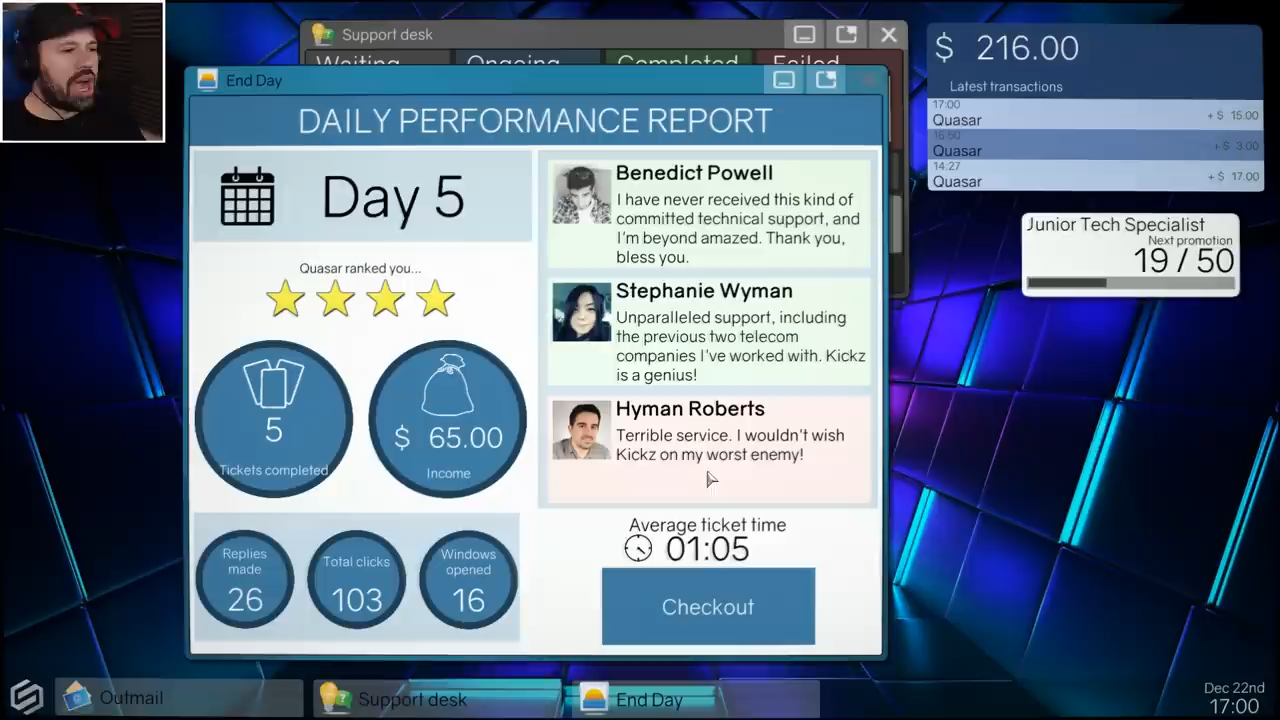 Support desk
Waiting
Ongoing
Completed
Failed
End Day
DAILY PERFORMANCE REPORT
Day 5
Quasar ranked you...
5
Tickets completed
$ 65.00
Income
Replies
made
26
Total clicks
103
Windows
opened
16
Benedict Powell
I have never received this kind of
committed technical support, and
I'm beyond amazed. Thank you,
bless you.
Stephanie Wyman
Unparalleled support, including
the previous two telecom
companies I've worked with. Kickz
is a genius!
Hyman Roberts
Terrible service. I wouldn't wish
Kickz on my worst enemy!
Average ticket time
01:05
Checkout
$ 216.00
Latest transactions
17:00
Quasar
+ $ 15.00
16:50
Quasar
+ $ 3.00
14:27
Quasar
+ $ 17.00
Junior Tech Specialist
Next promotion
19 / 50
Outmail
Support desk
End Day
Dec 22nd
17:00